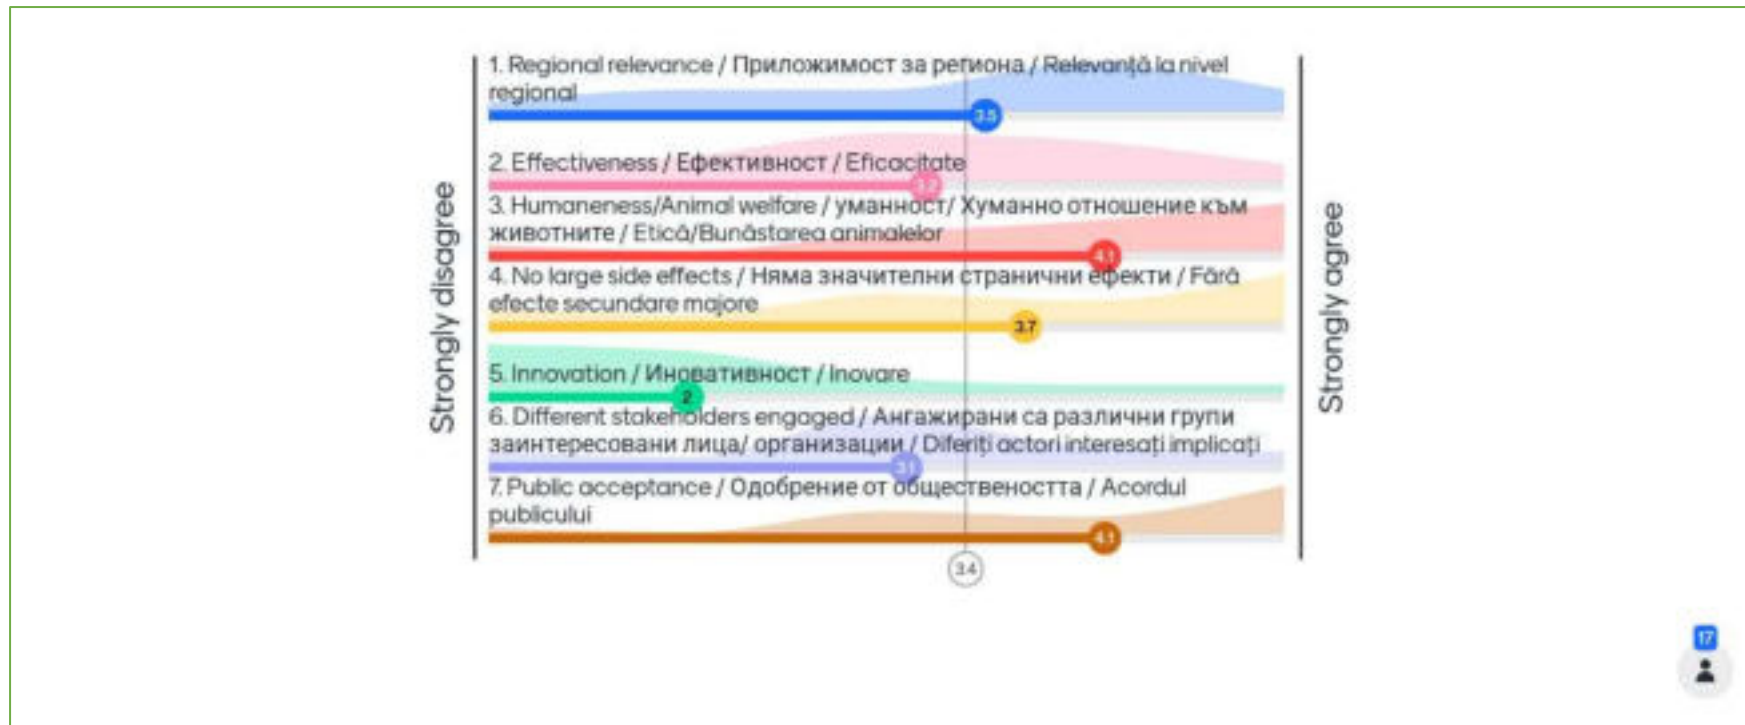 Strongly disagree
1. Regional relevance / Приложимост за региона / Relevanță la nivel
regional
3.5
2. Effectiveness / Ефективност / Eficacitate
3.2
3. Humaneness/Animal welfare / уманност/ Хуманно отношение към
животните / Etică/Bunăstarea animalelor
4.1
4. No large side effects / Няма значителни странични ефекти / Fără
efecte secundare majore
3.7
5. Innovation / Иновативност / Inovare
2
6. Different stakeholders engaged / Ангажирани са различни групи
заинтересовани лица/ организации / Diferiți actori interesați implicați
3.1
7. Public acceptance / Одобрение от обществеността / Acordul
publicului
4.1
3.4
Strongly agree
17